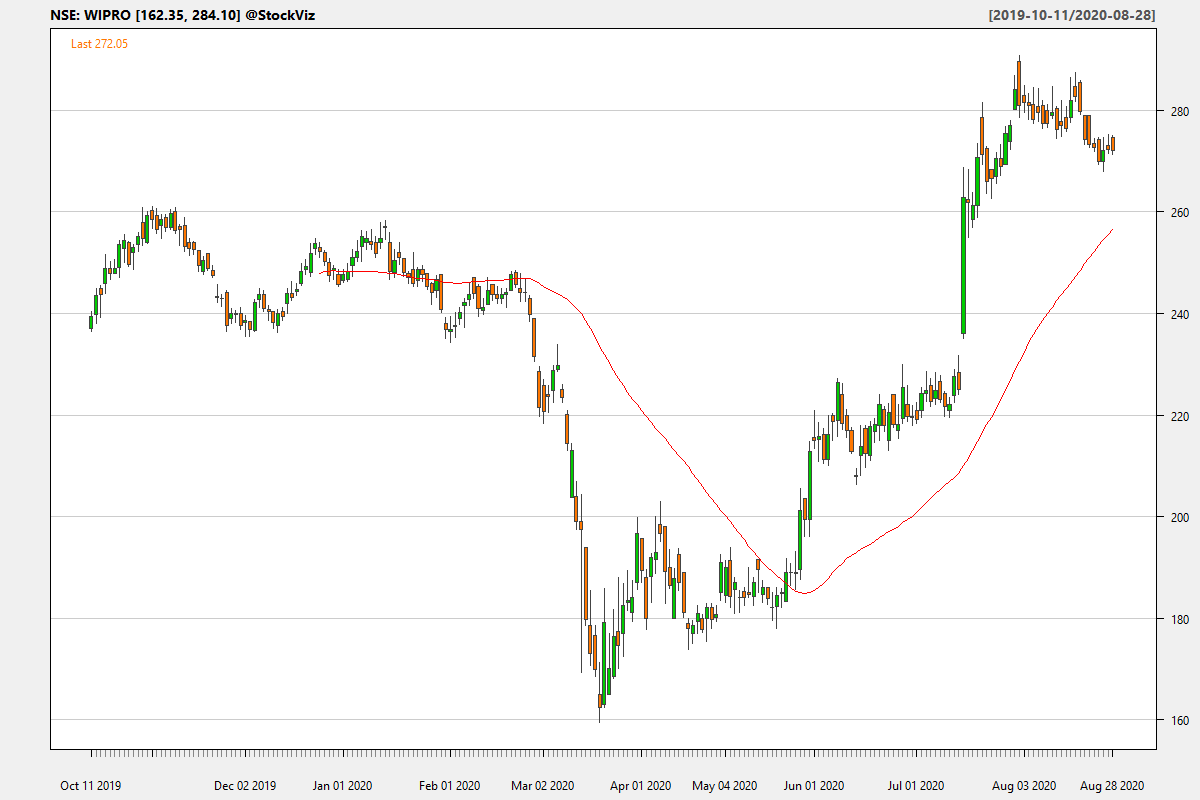 NSE: WIPRO [162.35, 284.10] @StockViz
[2019-10-11/2020-08-28]
Last 272.05
280
260
240
220
200
180
160
Oct 11 2019 Dec 02 2019 Jan 01 2020 Feb 01 2020 Mar 02 2020 Apr 01 2020 May 04 2020 Jun 01 2020 Jul 01 2020 Aug 03 2020 Aug 28 2020